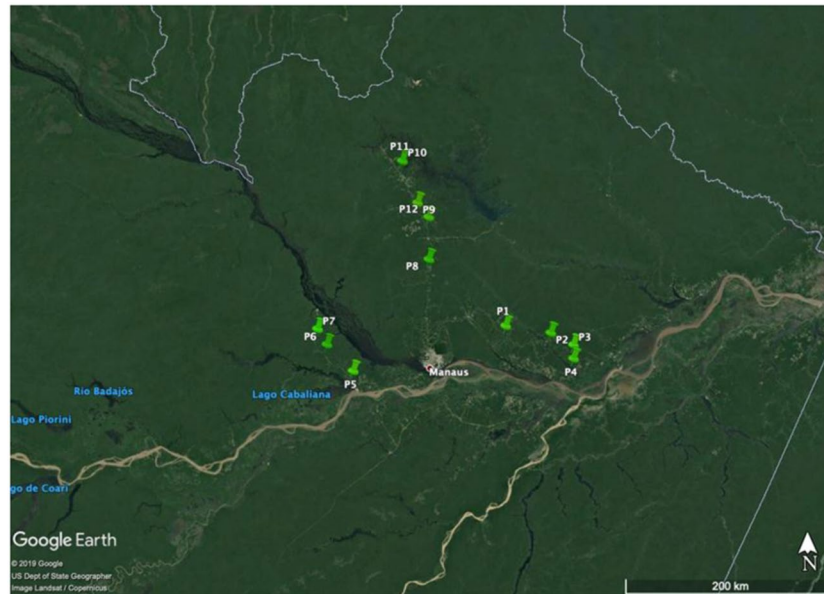 P11
P10
P12 P9
P8
P1
P7
P2 P3
P6
P4
Manaus
P5
Lago Cabaliana
Río Badajós
Lago Piorini
go de Coari
Google Earth
© 2019 Google
US Dept of State Geographer
Image Landsat / Copernicus
N
200 km